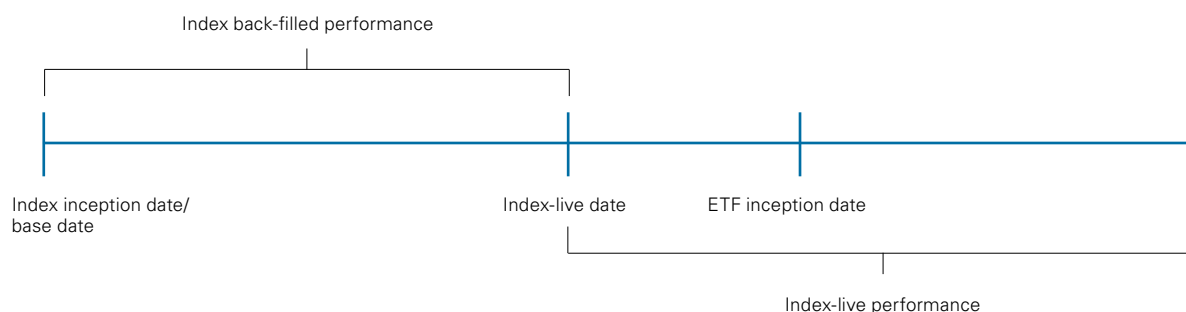 Index back-filled performance
Index inception date/
base date
Index-live date
ETF inception date
Index-live performance